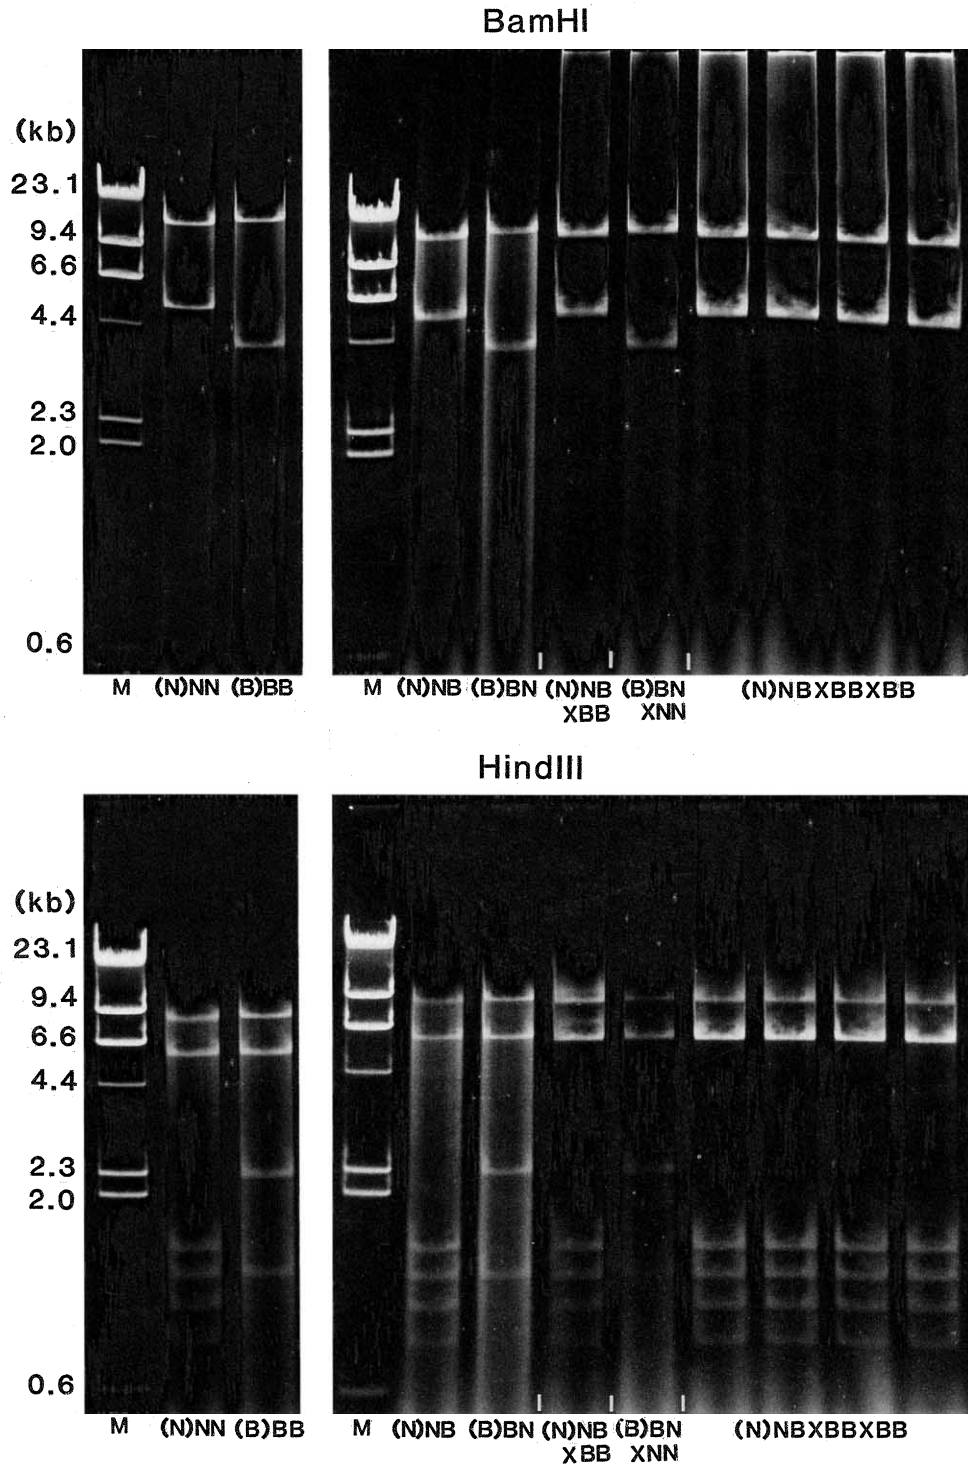 BamHI
(kb)
23.1
9.4
6.6
4.4
2.3
2.0
0.6
M (N)NN (B)BB M (N)NB (B)BN (N)NB (B)BN (N)NBXBBXBB
XBB XNN
HindIII
(kb)
23.1
9.4
6.6
4.4
2.3
2.0
0.6
M (N)NN (B)BB M (N)NB (B)BN (N)NB (B)BN (N)NBXBBXBB
XBB XNN